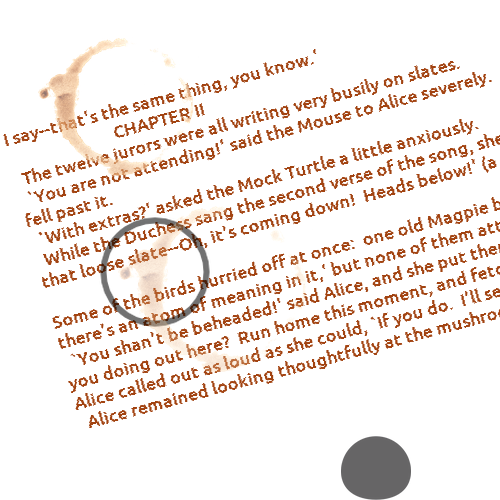 I say--that's the same thing, you know.'
CHAPTER II
The twelve jurors were all writing very busily on slates.
`You are not attending!' said the Mouse to Alice severely.
fell past it.
`With extras?' asked the Mock Turtle a little anxiously.
While the Duchess sang the second verse of the song, she
that loose slate--Oh, it's coming down!  Heads below!' (a
Some of the birds hurried off at once:  one old Magpie
there's an atom of meaning in it,' but none of them
`You shan't be beheaded!' said Alice, and she put
you doing out here?  Run home this moment, and
Alice called out as loud as she could, `If you do.  I'll
Alice remained looking thoughtfully at the